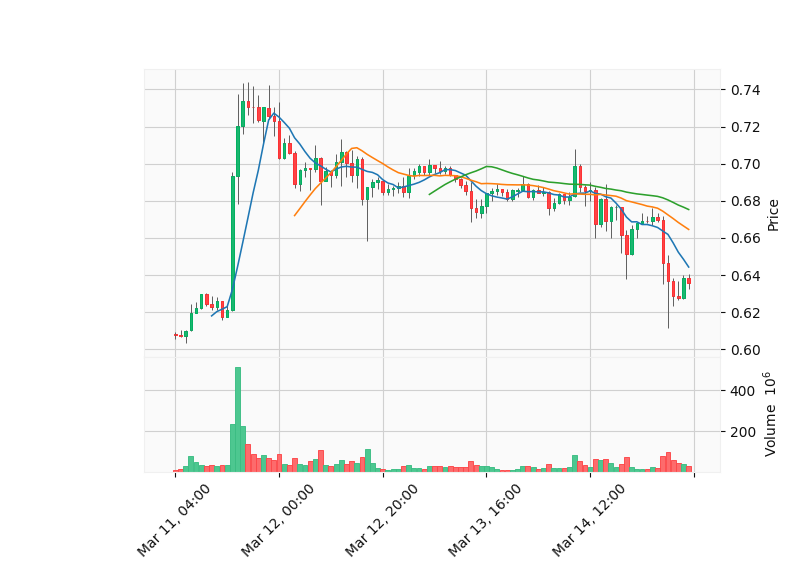 0.74
0.72
0.70
0.68
0.66
0.64
0.62
0.60
Price
400
200
Volume 10^6
Mar 11, 04:00
Mar 12, 00:00
Mar 12, 20:00
Mar 13, 16:00
Mar 14, 12:00